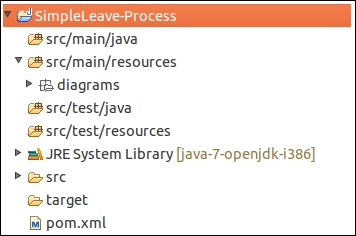 SimpleLeave-Process
src/main/java
src/main/resources
diagrams
src/test/java
src/test/resources
JRE System Library [java-7-openjdk-i386]
src
target
pom.xml